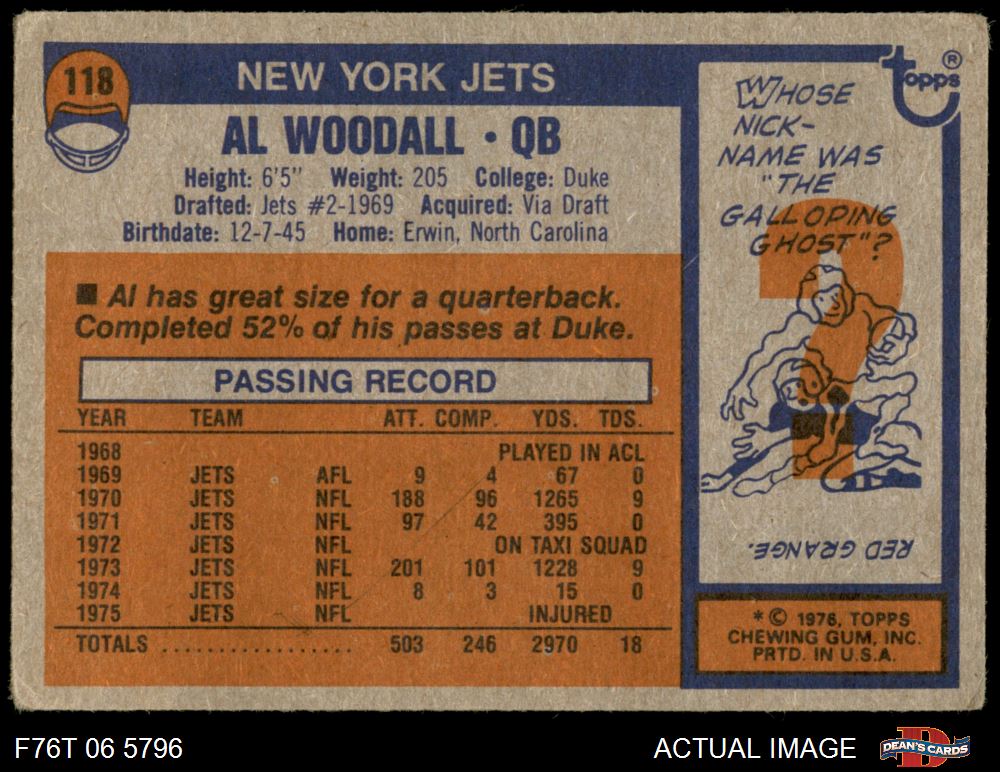 118
NEW YORK JETS
AL WOODALL • QB
Height: 6'5" Weight: 205 College: Duke
Drafted: Jets #2-1969 Acquired: Via Draft
Birthdate: 12-7-45 Home: Erwin, North Carolina
■ Al has great size for a quarterback.
Completed 52% of his passes at Duke.
PASSING RECORD
YEAR TEAM ATT. COMP. YDS. TDS.
1968 PLAYED IN ACL
1969 JETS AFL 9 4 67 0
1970 JETS NFL 188 96 1265 9
1971 JETS NFL 97 42 395 0
1972 JETS NFL ON TAXI SQUAD
1973 JETS NFL 201 101 1228 9
1974 JETS NFL 8 3 15 0
1975 JETS NFL INJURED
TOTALS .................. 503 246 2970 18
topps ®
WHOSE
NICK-
NAME WAS
"THE
GALLOPING
GHOST"?
RED GRANGE.
*© 1976, TOPPS
CHEWING GUM, INC.
PRTD. IN U.S.A.
F76T 06 5796
ACTUAL IMAGE
D
DEAN'S CARDS